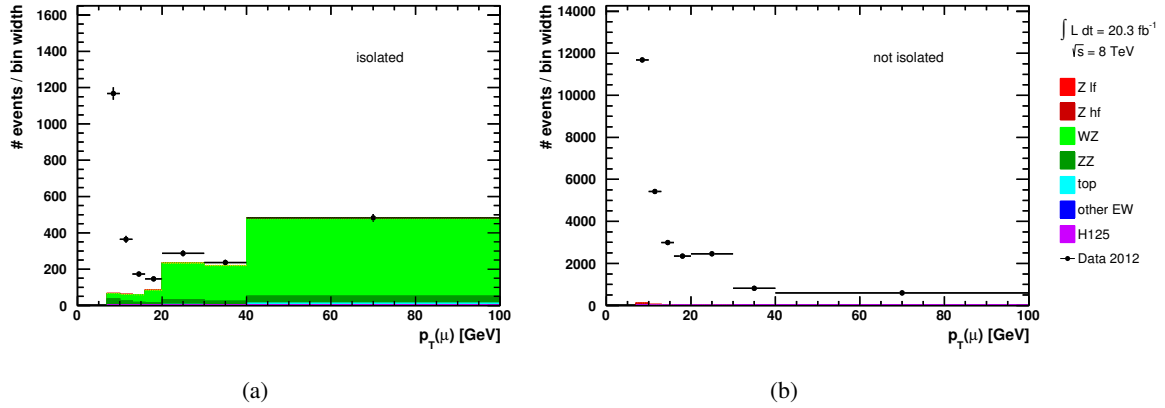 # events / bin width
1600
1400
1200
1000
800
600
400
200
0
isolated
0 20 40 60 80 100
p_T(μ) [GeV]
(a)
# events / bin width
14000
12000
10000
8000
6000
4000
2000
0
not isolated
0 20 40 60 80 100
p_T(μ) [GeV]
(b)
∫ L dt = 20.3 fb⁻¹
√s = 8 TeV
Z lf
Z hf
WZ
ZZ
top
other EW
H125
Data 2012